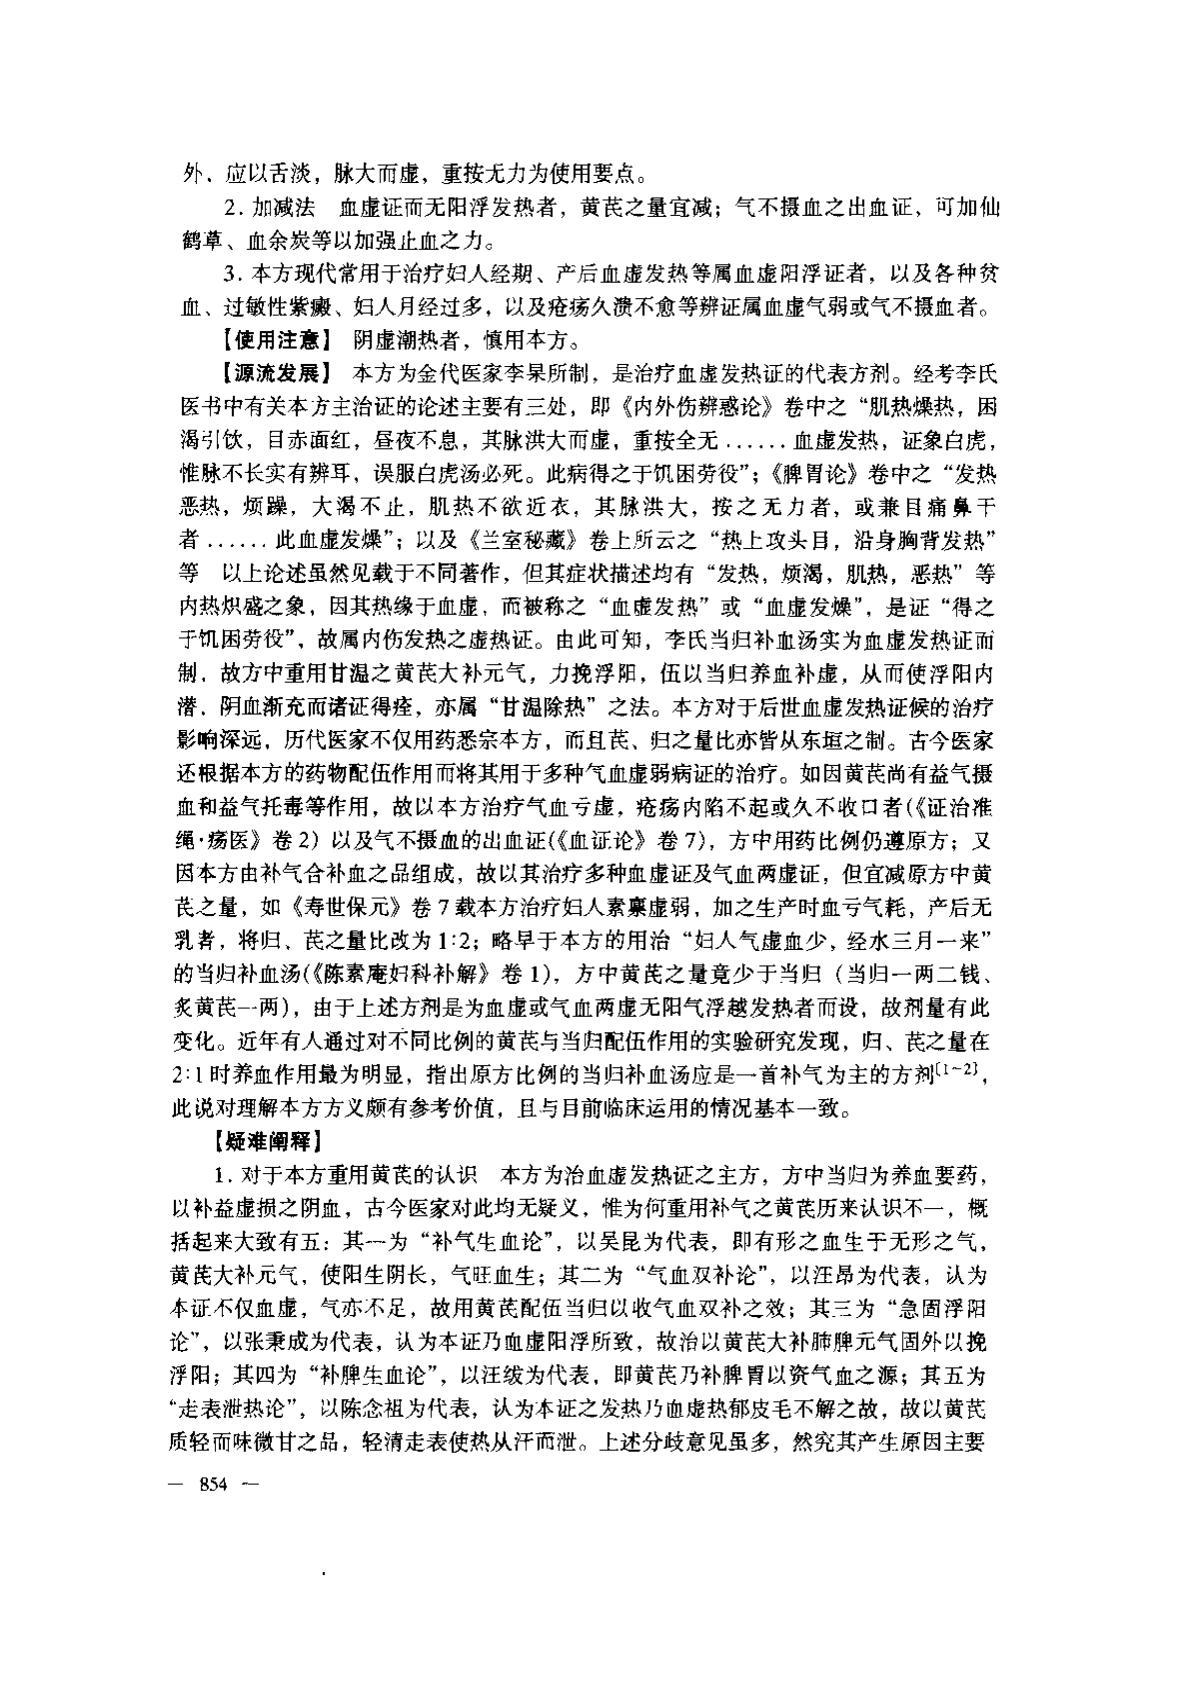 外，应以舌淡，脉大而虚，重按无力为使用要点。
2. 加减法　血虚证而无阳浮发热者，黄芪之量宜减；气不摄血之出血证，可加仙
鹤草、血余炭等以加强止血之力。
3. 本方现代常用于治疗妇人经期、产后血虚发热等属血虚阳浮证者，以及各种贫
血、过敏性紫癜、妇人月经过多，以及疮疡久溃不愈等辨证属血虚气弱或气不摄血者。
【使用注意】　阴虚潮热者，慎用本方。
【源流发展】　本方为金代医家李杲所制，是治疗血虚发热证的代表方剂。经考李氏
医书中有关本方主治证的论述主要有三处，即《内外伤辨惑论》卷中之“肌热燥热，困
渴引饮，目赤面红，昼夜不息，其脉洪大而虚，重按全无......血虚发热，证象白虎，
惟脉不长实有辨耳，误服白虎汤必死。此病得之于饥困劳役”；《脾胃论》卷中之“发热
恶热，烦躁，大渴不止，肌热不欲近衣，其脉洪大，按之无力者，或兼目痛鼻干
者......此血虚发燥”；以及《兰室秘藏》卷上所云之“热上攻头目，沿身胸背发热”
等　以上论述虽然见载于不同著作，但其症状描述均有“发热，烦渴，肌热，恶热”等
内热炽盛之象，因其热缘于血虚，而被称之“血虚发热”或“血虚发燥”，是证“得之
于饥困劳役”，故属内伤发热之虚热证。由此可知，李氏当归补血汤实为血虚发热证而
制，故方中重用甘温之黄芪大补元气，力挽浮阳，伍以当归养血补虚，从而使浮阳内
潜，阴血渐充而诸证得痊，亦属“甘温除热”之法。本方对于后世血虚发热证候的治疗
影响深远，历代医家不仅用药悉宗本方，而且芪、归之量比亦皆从东垣之制。古今医家
还根据本方的药物配伍作用而将其用于多种气血虚弱病证的治疗。如因黄芪尚有益气摄
血和益气托毒等作用，故以本方治疗气血亏虚，疮疡内陷不起或久不收口者(《证治准
绳·疡医》卷 2）以及气不摄血的出血证(《血证论》卷 7)，方中用药比例仍遵原方；又
因本方由补气合补血之品组成，故以其治疗多种血虚证及气血两虚证，但宜减原方中黄
芪之量，如《寿世保元》卷 7 载本方治疗妇人素禀虚弱，加之生产时血亏气耗，产后无
乳者，将归、芪之量比改为 1:2；略早于本方的用治“妇人气虚血少，经水三月一来”
的当归补血汤(《陈素庵妇科补解》卷 1)，方中黄芪之量竟少于当归（当归一两二钱、
炙黄芪一两），由于上述方剂是为血虚或气血两虚无阳气浮越发热者而设，故剂量有此
变化。近年有人通过对不同比例的黄芪与当归配伍作用的实验研究发现，归、芪之量在
2:1 时养血作用最为明显，指出原方比例的当归补血汤应是一首补气为主的方剂〔1~2〕，
此说对理解本方方义颇有参考价值，且与目前临床运用的情况基本一致。
【疑难阐释】
1. 对于本方重用黄芪的认识　本方为治血虚发热证之主方，方中当归为养血要药，
以补益虚损之阴血，古今医家对此均无疑义，惟为何重用补气之黄芪历来认识不一，概
括起来大致有五：其一为“补气生血论”，以吴昆为代表，即有形之血生于无形之气，
黄芪大补元气，使阳生阴长，气旺血生；其二为“气血双补论”，以汪昂为代表，认为
本证不仅血虚，气亦不足，故用黄芪配伍当归以收气血双补之效；其三为“急固浮阳
论”，以张秉成为代表，认为本证乃血虚阳浮所致，故治以黄芪大补肺脾元气固外以挽
浮阳；其四为“补脾生血论”，以汪绂为代表，即黄芪乃补脾胃以资气血之源；其五为
“走表泄热论”，以陈念祖为代表，认为本证之发热乃血虚热郁皮毛不解之故，故以黄芪
质轻而味微甘之品，轻清走表使热从汗而泄。上述分歧意见虽多，然究其产生原因主要
— 854 —